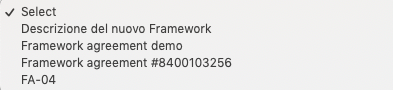 ✓ Select
Descrizione del nuovo Framework
Framework agreement demo
Framework agreement #8400103256
FA-04